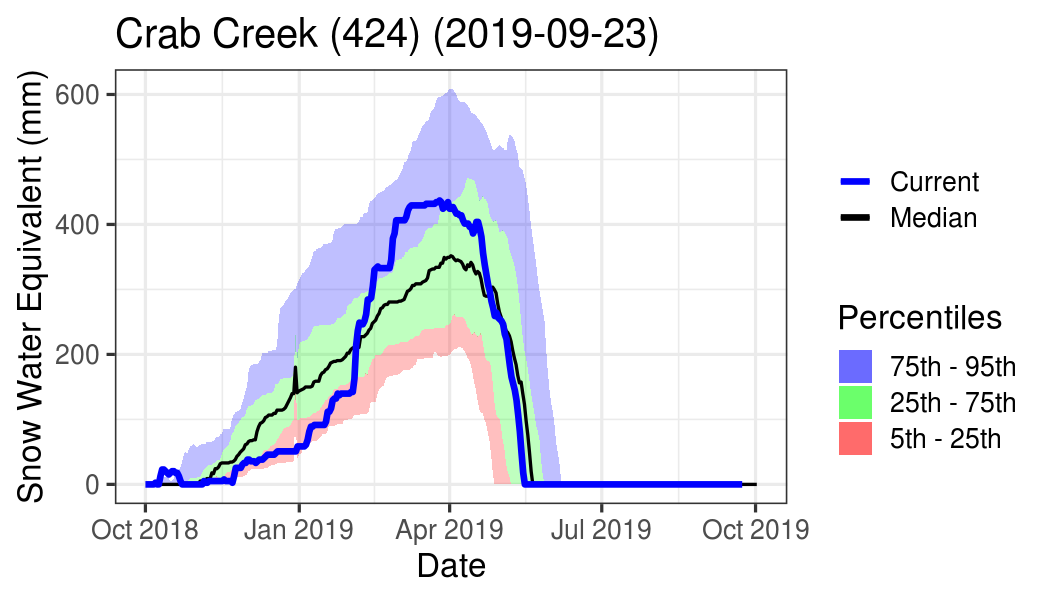 Crab Creek (424) (2019-09-23)
Snow Water Equivalent (mm)
600
400
200
0
Oct 2018
Jan 2019
Apr 2019
Jul 2019
Oct 2019
Date
Current
Median
Percentiles
75th - 95th
25th - 75th
5th - 25th